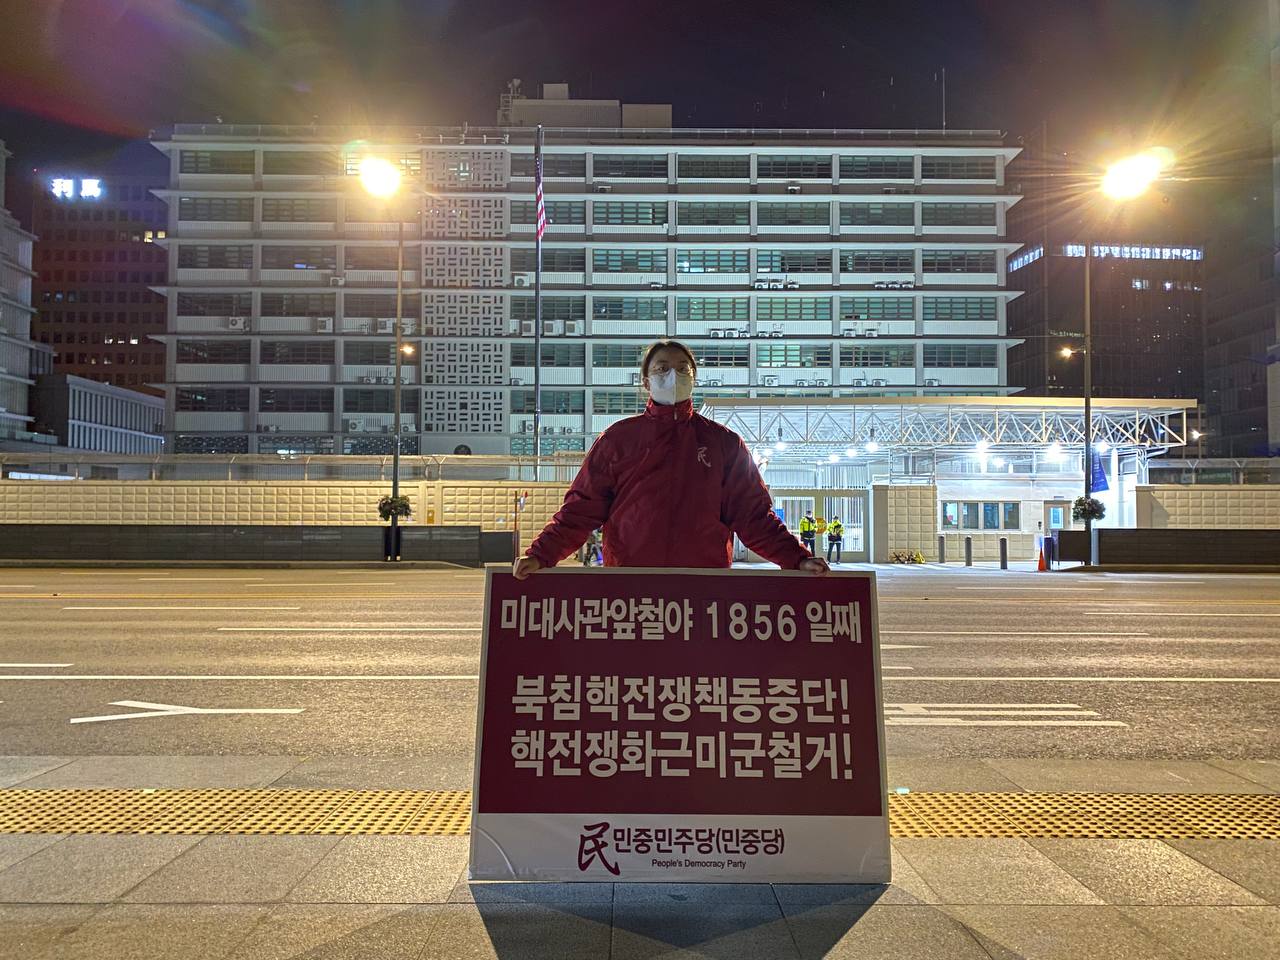 미대사관앞철야 1856 일째
북침핵전쟁책동중단!
핵전쟁화근미군철거!
民 민중민주당(민중당)
People's Democracy Party
民